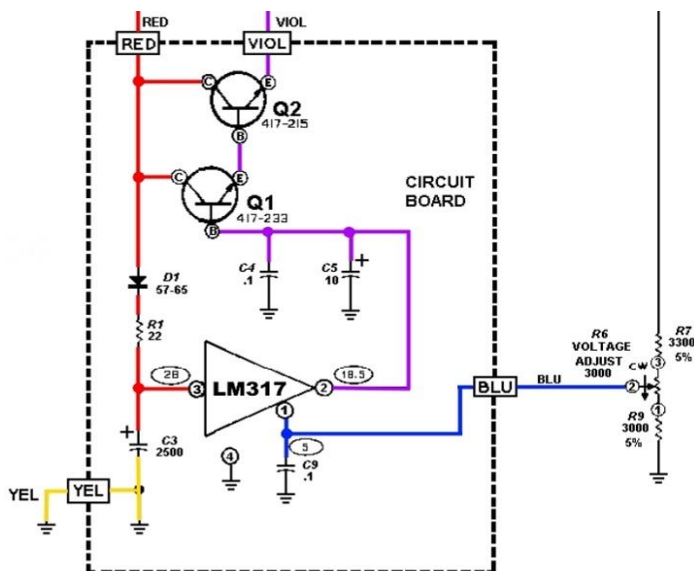 RED
VIOL
RED
VIOL
C
E
Q2
417-215
B
C
E
Q1
417-233
B
CIRCUIT
BOARD
C4
.1
C5
10
+
D1
57-65
R1
22
28
3
LM317
2
18.5
1
BLU
BLU
R6
VOLTAGE
ADJUST
3000
CW
2
R7
3300
5%
3
1
R9
3000
5%
+
C3
2500
4
5
C9
.1
YEL
YEL